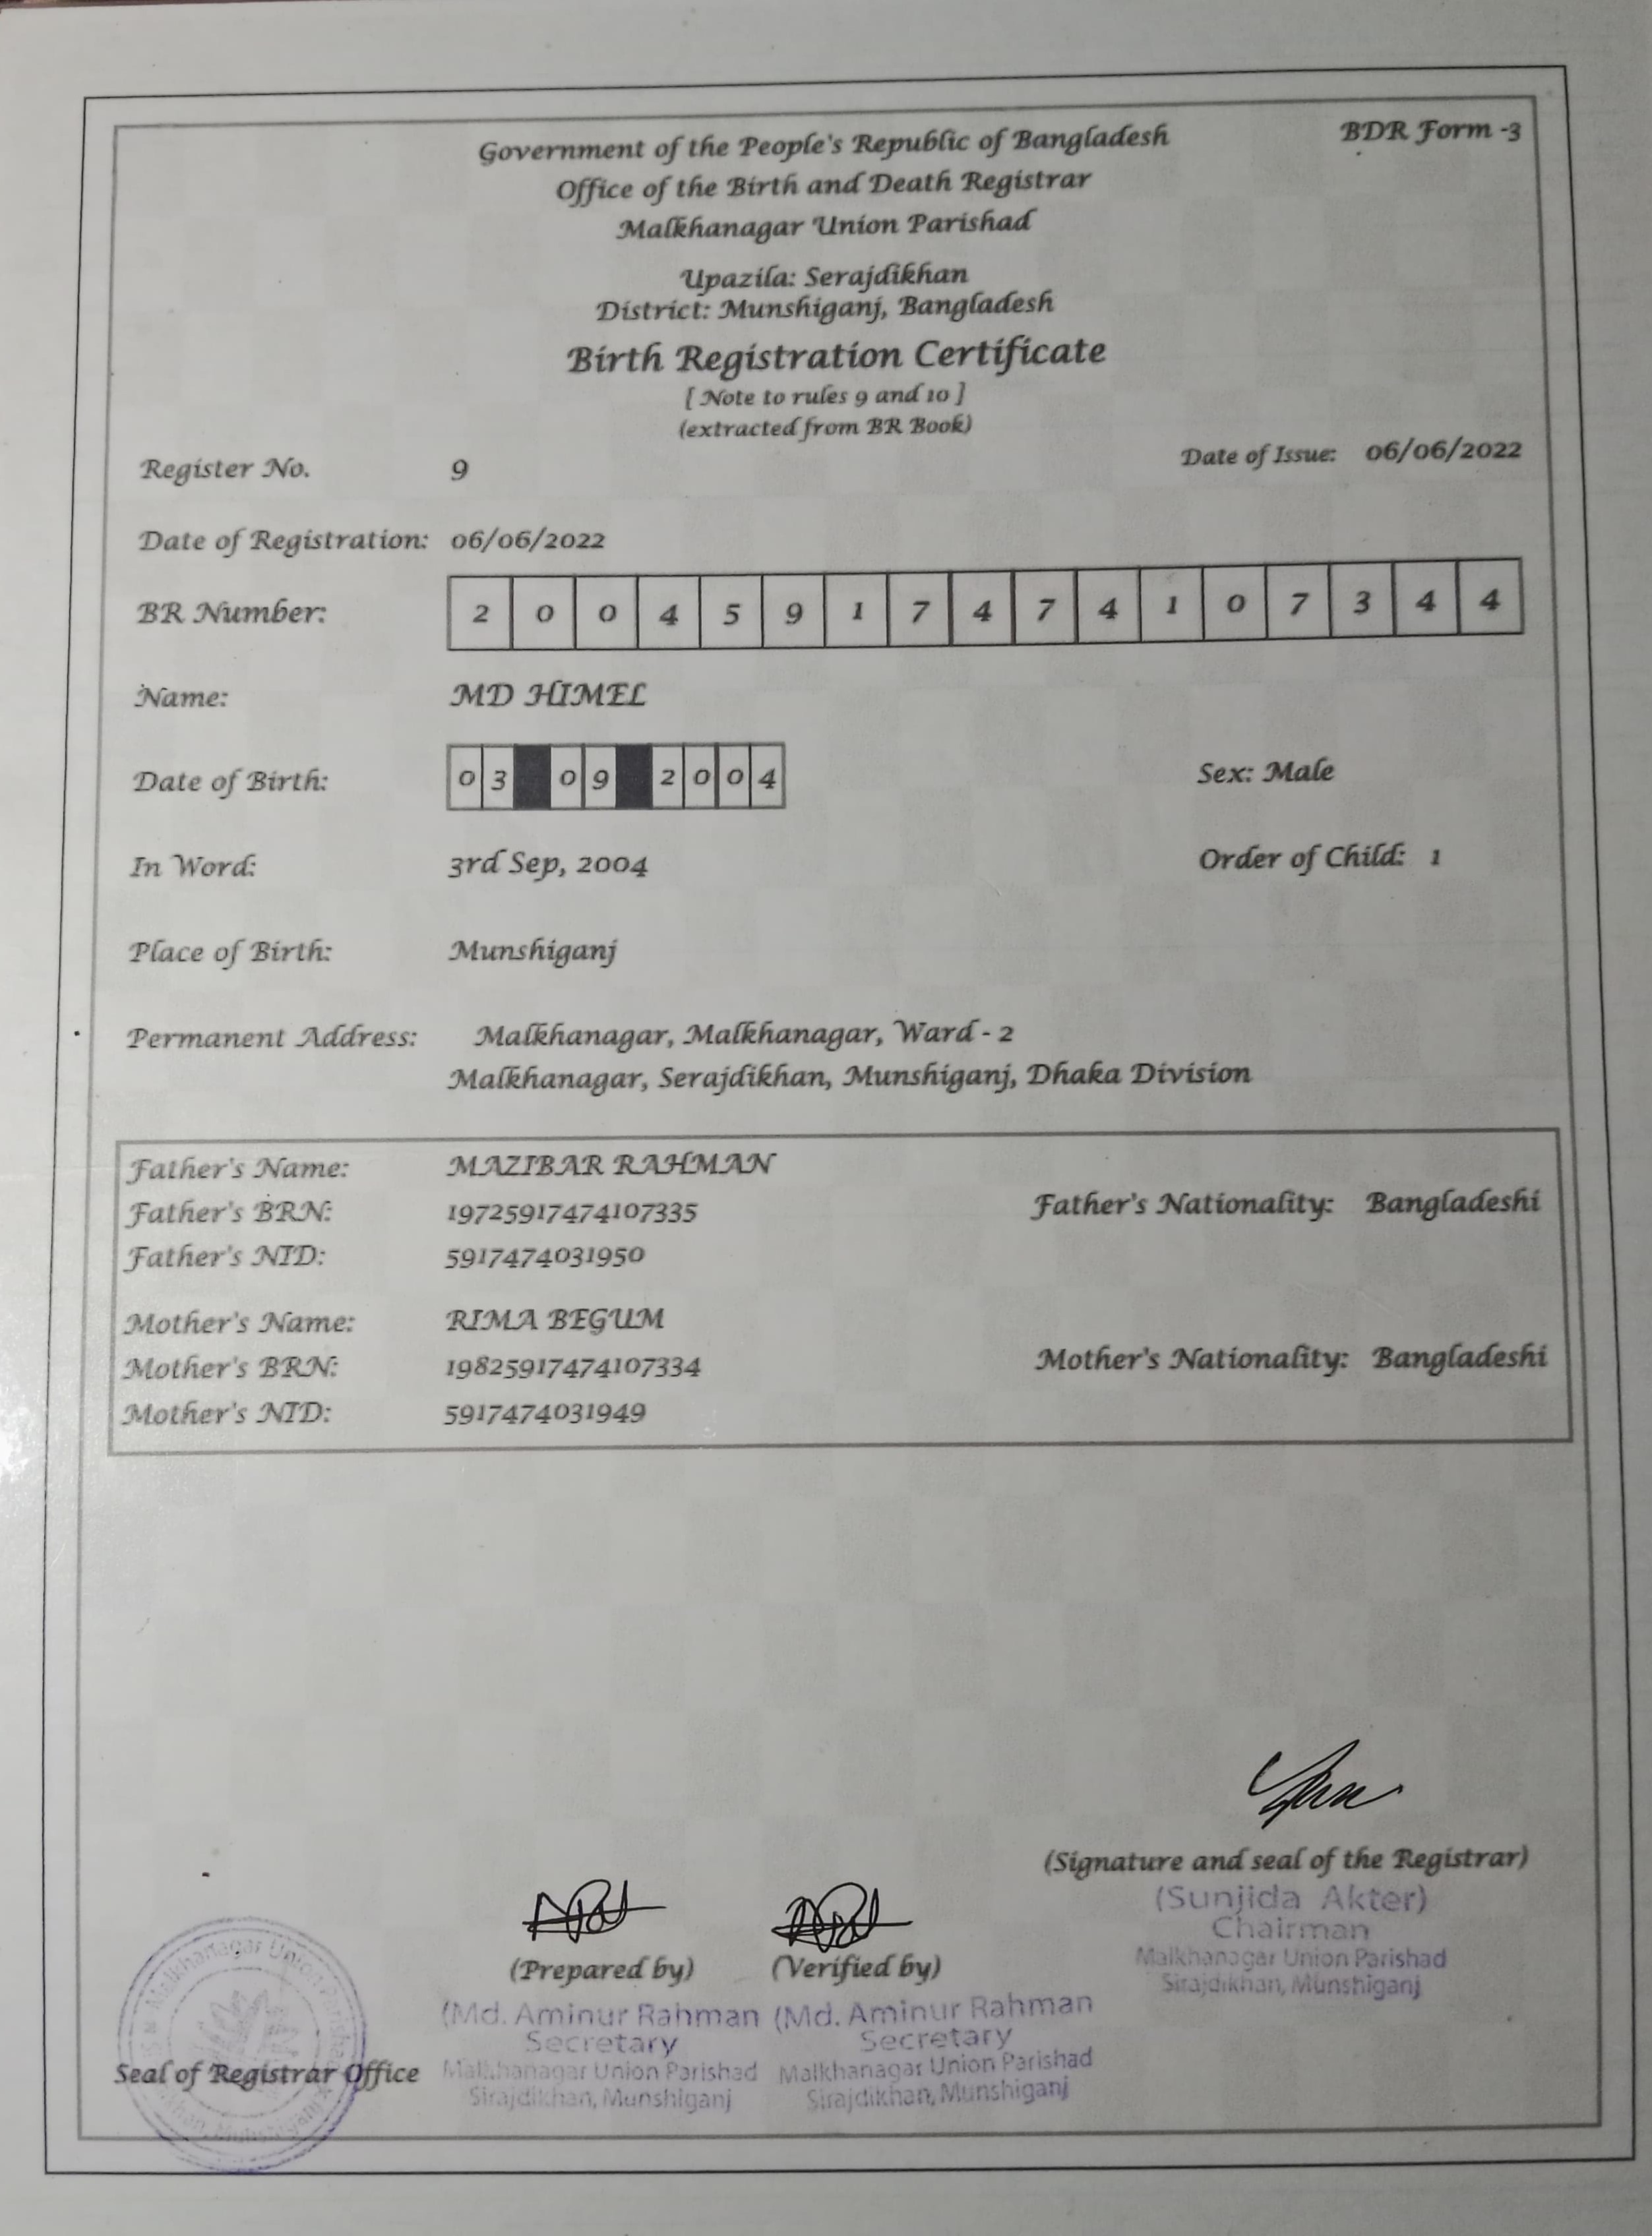 BDR Form -3
Government of the People's Republic of Bangladesh
Office of the Birth and Death Registrar
Malkhanagar Union Parishad
Upazila: Serajdikhan
District: Munshiganj, Bangladesh
Birth Registration Certificate
[ Note to rules 9 and 10 ]
(extracted from BR Book)
Register No. 9 Date of Issue: 06/06/2022
Date of Registration: 06/06/2022
BR Number: 2 0 0 4 5 9 1 7 4 7 4 1 0 7 3 4 4
Name: MD HIMEL
Date of Birth: 0 3 0 9 2 0 0 4 Sex: Male
In Word: 3rd Sep, 2004 Order of Child: 1
Place of Birth: Munshiganj
Permanent Address: Malkhanagar, Malkhanagar, Ward - 2
Malkhanagar, Serajdikhan, Munshiganj, Dhaka Division
Father's Name: MAZIBAR RAHMAN
Father's BRN: 19725917474107335 Father's Nationality: Bangladeshi
Father's NID: 5917474031950
Mother's Name: RIMA BEGUM
Mother's BRN: 19825917474107334 Mother's Nationality: Bangladeshi
Mother's NID: 5917474031949
(Signature and seal of the Registrar)
(Sunjida Akter)
Chairman
Malkhanagar Union Parishad
Sirajdikhan, Munshiganj
(Prepared by) (Verified by)
(Md. Aminur Rahman (Md. Aminur Rahman
Secretary Secretary
Malkhanagar Union Parishad Malkhanagar Union Parishad
Sirajdikhan, Munshiganj Sirajdikhan, Munshiganj
Seal of Registrar Office
Malkhanagar Union Parishad